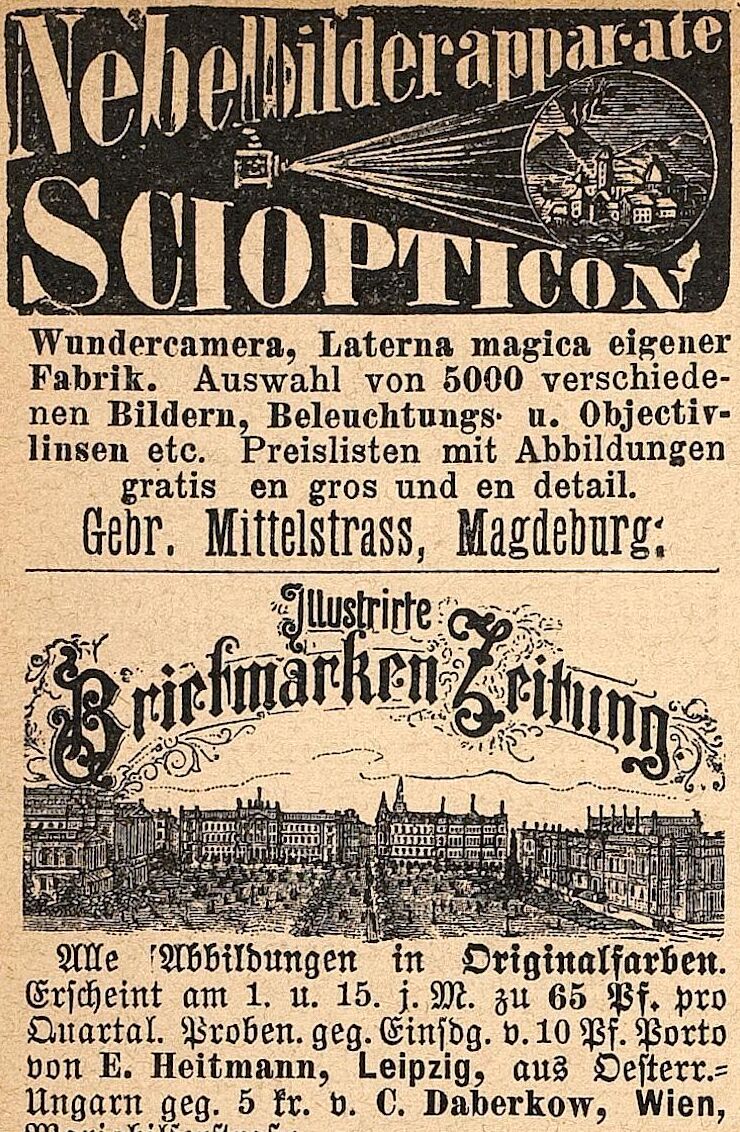 Nebelbilderapparate
SCIOPTICON
Wundercamera, Laterna magica eigener
Fabrik. Auswahl von 5000 verschiede-
nen Bildern, Beleuchtungs- u. Objectiv-
linsen etc. Preislisten mit Abbildungen
gratis en gros und en detail.
Gebr. Mittelstrass, Magdeburg.
Illustrirte
Briefmarken Zeitung
Alle Abbildungen in Originalfarben.
Erscheint am 1. u. 15. j. M. zu 65 Pf. pro
Quartal. Proben. geg. Einsdg. v. 10 Pf. Porto
von E. Heitmann, Leipzig, aus Oesterr.=
Ungarn geg. 5 kr. v. C. Daberkow, Wien,